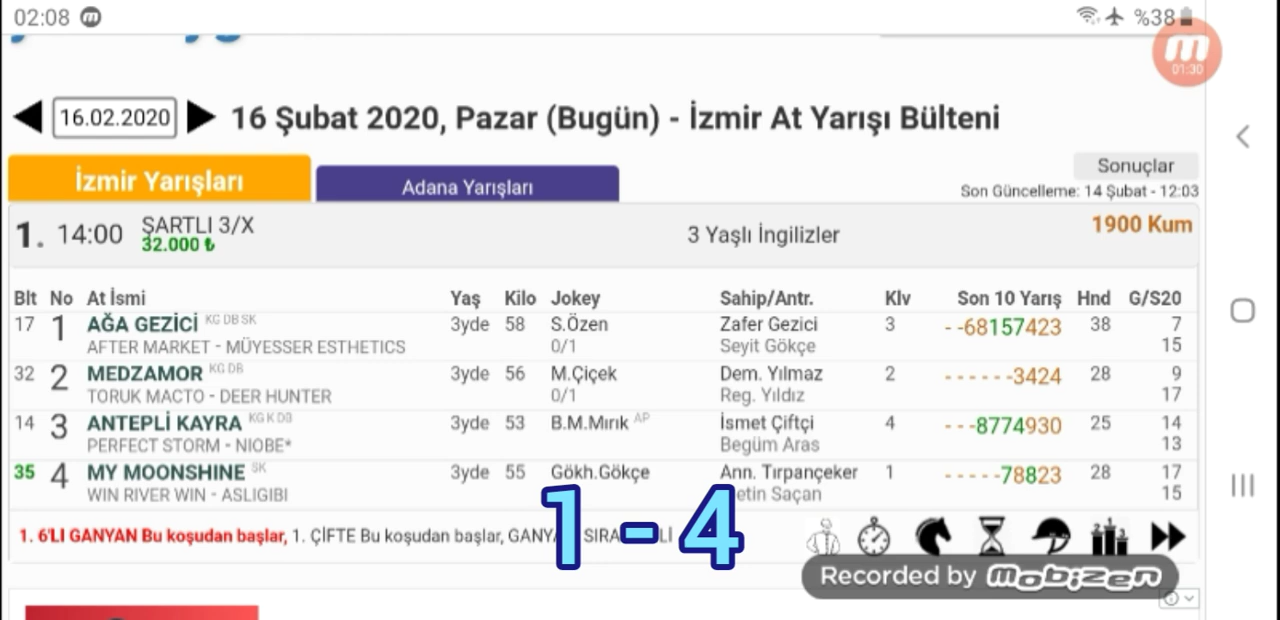 02:08 %38
01:30
16.02.2020 16 Şubat 2020, Pazar (Bugün) - İzmir At Yarışı Bülteni
İzmir Yarışları Adana Yarışları Sonuçlar
Son Güncelleme: 14 Şubat - 12:03
1. 14:00 ŞARTLI 3/X 3 Yaşlı İngilizler 1900 Kum
32.000 ₺
Blt No At İsmi Yaş Kilo Jokey Sahip/Antr. Klv Son 10 Yarış Hnd G/S20
17 1 AĞA GEZİCİ KG DB SK 3yde 58 S.Özen Zafer Gezici 3 - -68157423 38 7
AFTER MARKET - MÜYESSER ESTHETICS 0/1 Seyit Gökçe 15
32 2 MEDZAMOR KG DB 3yde 56 M.Çiçek Dem. Yılmaz 2 - - - - - -3424 28 9
TORUK MACTO - DEER HUNTER 0/1 Reg. Yıldız 17
14 3 ANTEPLİ KAYRA KG K DB 3yde 53 B.M.Mırık AP İsmet Çiftçi 4 - - -8774930 25 14
PERFECT STORM - NIOBE* Begüm Aras 13
35 4 MY MOONSHINE SK 3yde 55 Gökh.Gökçe Ann. Tırpançeker 1 - - - - -78823 28 17
WIN RIVER WIN - ASLIGIBI etin Saçan 15
1. 6'LI GANYAN Bu koşudan başlar, 1. ÇİFTE Bu koşudan başlar, GANY SIRA Lİ
1 - 4
Recorded by mobizen